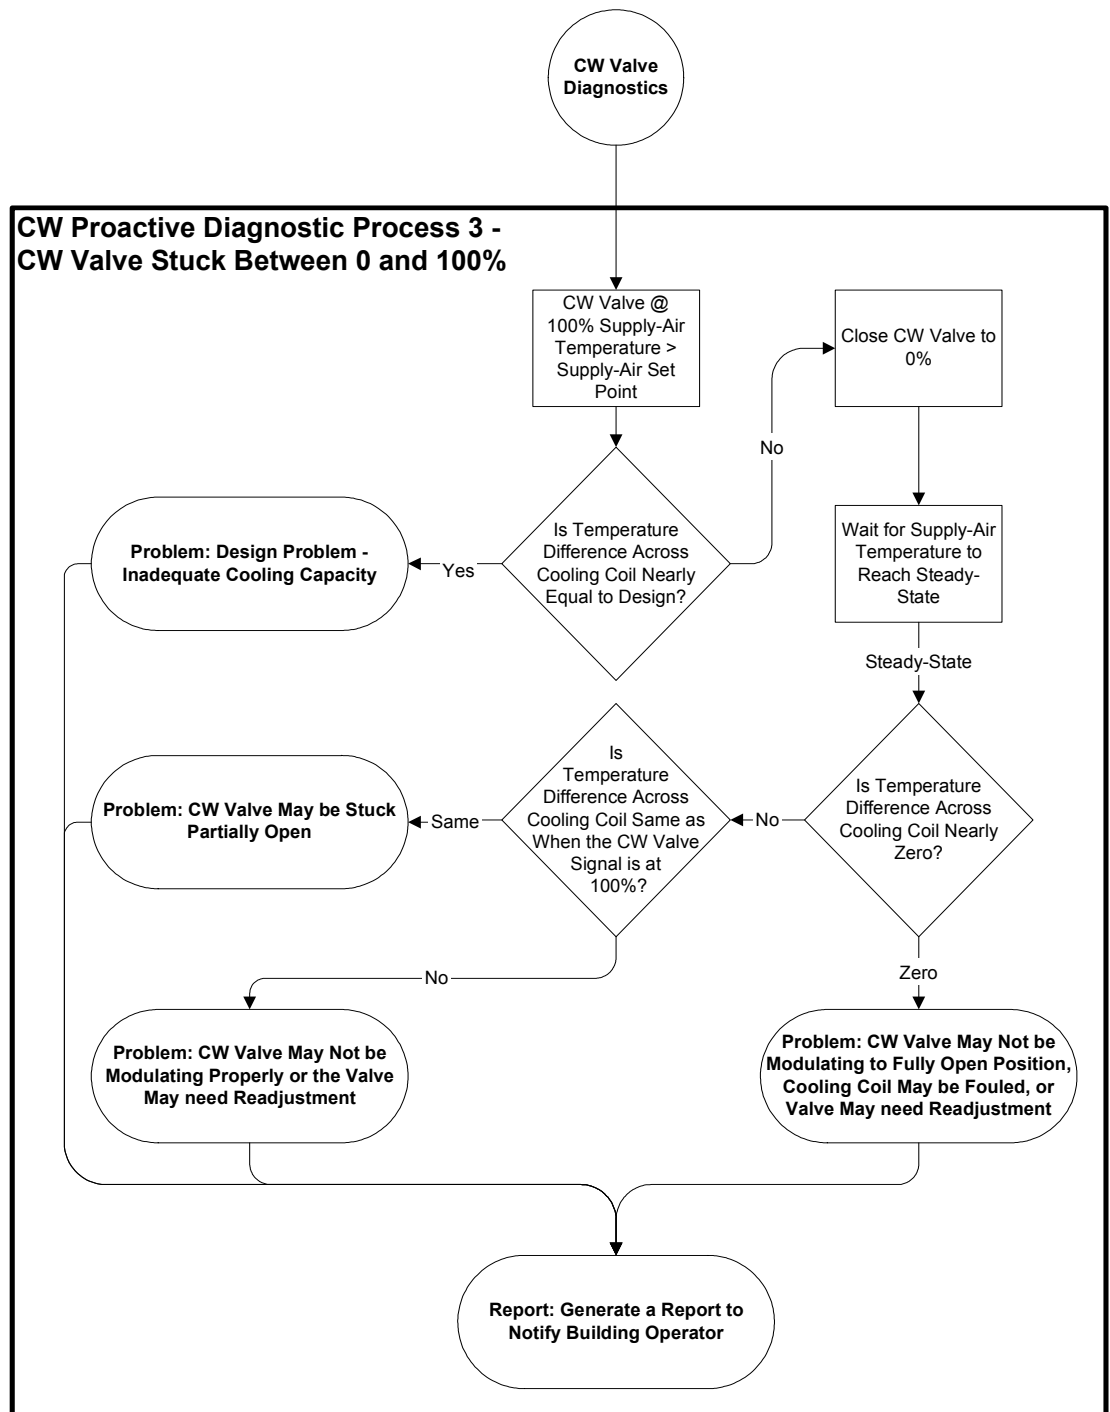 CW Valve
Diagnostics
CW Proactive Diagnostic Process 3 -
CW Valve Stuck Between 0 and 100%
CW Valve @
100% Supply-Air
Temperature >
Supply-Air Set
Point
Close CW Valve to
0%
No
Is Temperature
Difference Across
Cooling Coil Nearly
Equal to Design?
Yes
Problem: Design Problem -
Inadequate Cooling Capacity
Wait for Supply-Air
Temperature to
Reach Steady-
State
Steady-State
Is Temperature
Difference Across
Cooling Coil Nearly
Zero?
No
Is
Temperature
Difference Across
Cooling Coil Same as
When the CW Valve
Signal is at
100%?
Same
Problem: CW Valve May be Stuck
Partially Open
No
Zero
Problem: CW Valve May Not be
Modulating Properly or the Valve
May need Readjustment
Problem: CW Valve May Not be
Modulating to Fully Open Position,
Cooling Coil May be Fouled, or
Valve May need Readjustment
Report: Generate a Report to
Notify Building Operator